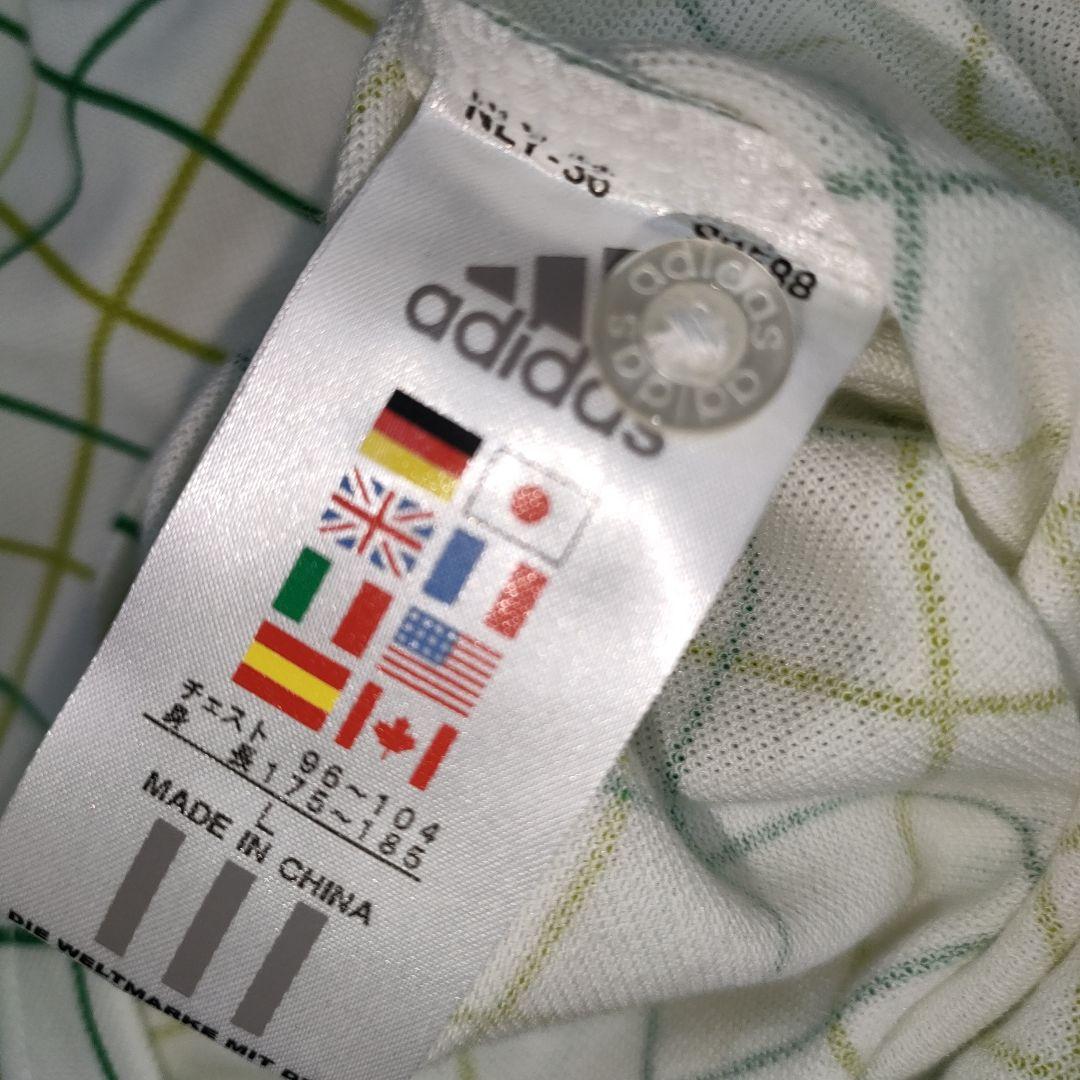 NLY-36
adidas
adidas
adidas
チェスト 96～104
身 長 175～185
L
MADE IN CHINA
DIE WELTMARKE MIT